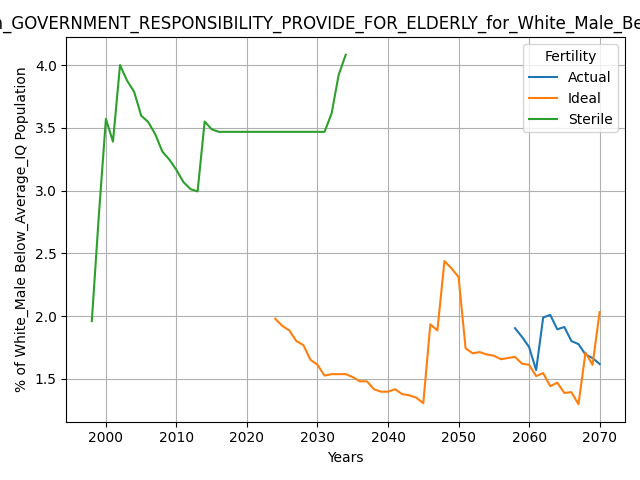 _GOVERNMENT_RESPONSIBILITY_PROVIDE_FOR_ELDERLY_for_White_Male_Be
Fertility
Actual
Ideal
Sterile
% of White_Male Below_Average_IQ Population
4.0
3.5
3.0
2.5
2.0
1.5
2000
2010
2020
2030
2040
2050
2060
2070
Years